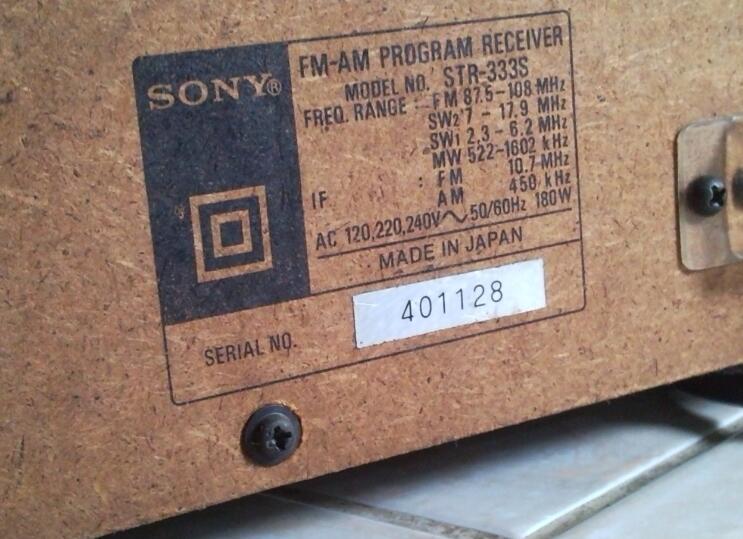 SONY®
FM-AM PROGRAM RECEIVER
MODEL NO. STR-333S
FREQ. RANGE : FM 87.5-108 MHz
SW2 7 - 17.9 MHz
SW1 2.3 - 6.2 MHz
MW 522-1602 kHz
IF : FM 10.7 MHz
AM 450 kHz
AC 120,220,240V～50/60Hz 180W
MADE IN JAPAN
SERIAL NO. 401128